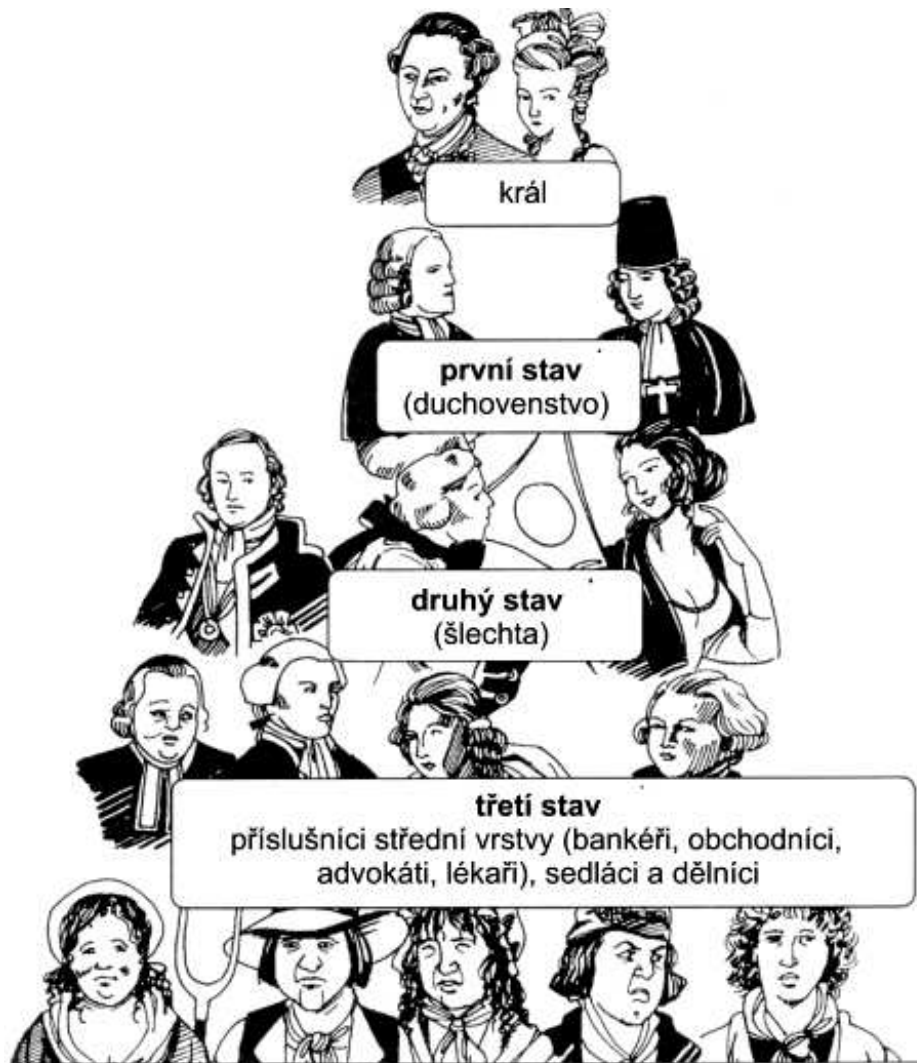 král
první stav
(duchovenstvo)
druhý stav
(šlechta)
třetí stav
příslušníci střední vrstvy (bankéři, obchodníci,
advokáti, lékaři), sedláci a dělníci